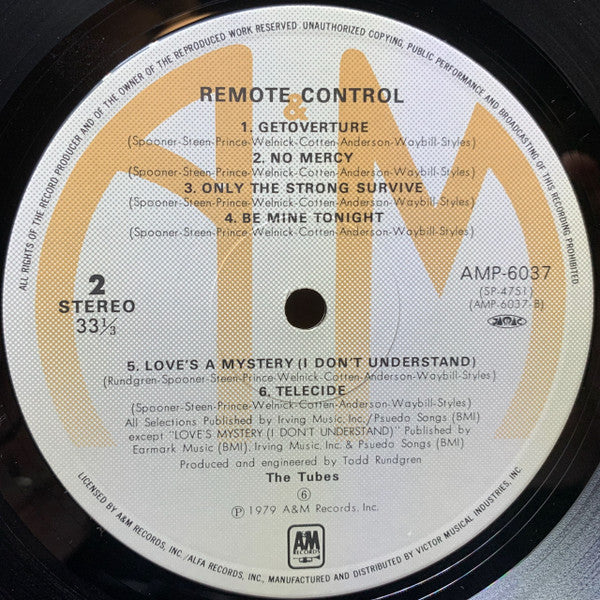 ALL RIGHTS OF THE RECORD PRODUCER AND OF THE OWNER OF THE REPRODUCED WORK RESERVED. UNAUTHORIZED COPYING, PUBLIC PERFORMANCE AND BROADCASTING OF THIS RECORDING PROHIBITED.
A&M
REMOTE CONTROL
1. GETOVERTURE
(Spooner-Steen-Prince-Welnick-Cotten-Anderson-Waybill-Styles)
2. NO MERCY
(Spooner-Steen-Prince-Welnick-Cotten-Anderson-Waybill-Styles)
3. ONLY THE STRONG SURVIVE
(Spooner-Steen-Prince-Welnick-Cotten-Anderson-Waybill-Styles)
4. BE MINE TONIGHT
(Spooner-Steen-Prince-Welnick-Cotten-Anderson-Waybill-Styles)
2
STEREO
33⅓
AMP-6037
(SP-4751)
(AMP-6037-B)
5. LOVE'S A MYSTERY (I DON'T UNDERSTAND)
(Rundgren-Spooner-Steen-Prince-Welnick-Cotten-Anderson-Waybill-Styles)
6. TELECIDE
(Spooner-Steen-Prince-Welnick-Cotten-Anderson-Waybill-Styles)
All Selections Published by Irving Music, Inc./Psuedo Songs (BMI)
except "LOVE'S MYSTERY (I DON'T UNDERSTAND)" Published by
Earmark Music (BMI), Irving Music, Inc. & Psuedo Songs (BMI)
Produced and engineered by Todd Rundgren
The Tubes
⑥
Ⓟ 1979 A&M Records, Inc.
A&M
RECORDS
LICENSED BY A&M RECORDS, INC./ALFA RECORDS, INC., MANUFACTURED AND DISTRIBUTED BY VICTOR MUSICAL INDUSTRIES, INC.